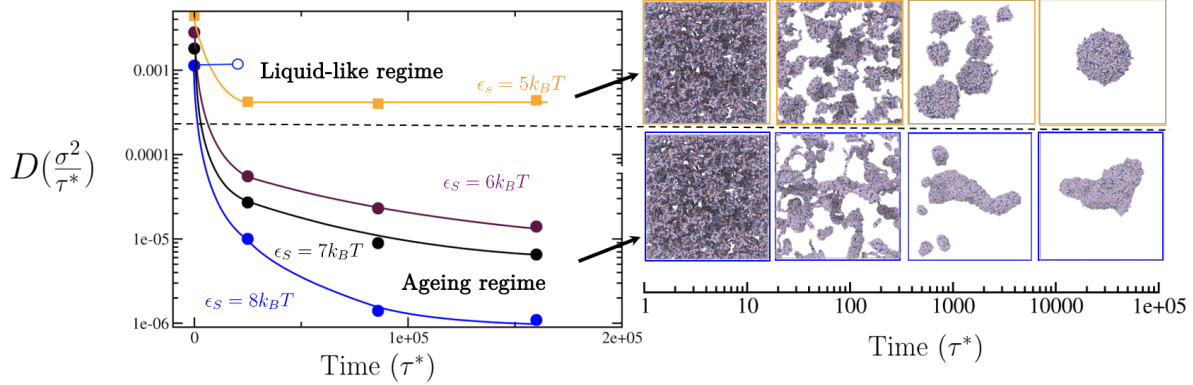 0.001
0.0001
1e-05
1e-06
D(σ²/τ*)
Liquid-like regime
ϵₛ = 5k_BT
ϵ_S = 6k_BT
ϵ_S = 7k_BT
ϵ_S = 8k_BT
Ageing regime
0 1e+05 2e+05
Time (τ*)
1 10 100 1000 10000 1e+05
Time (τ*)